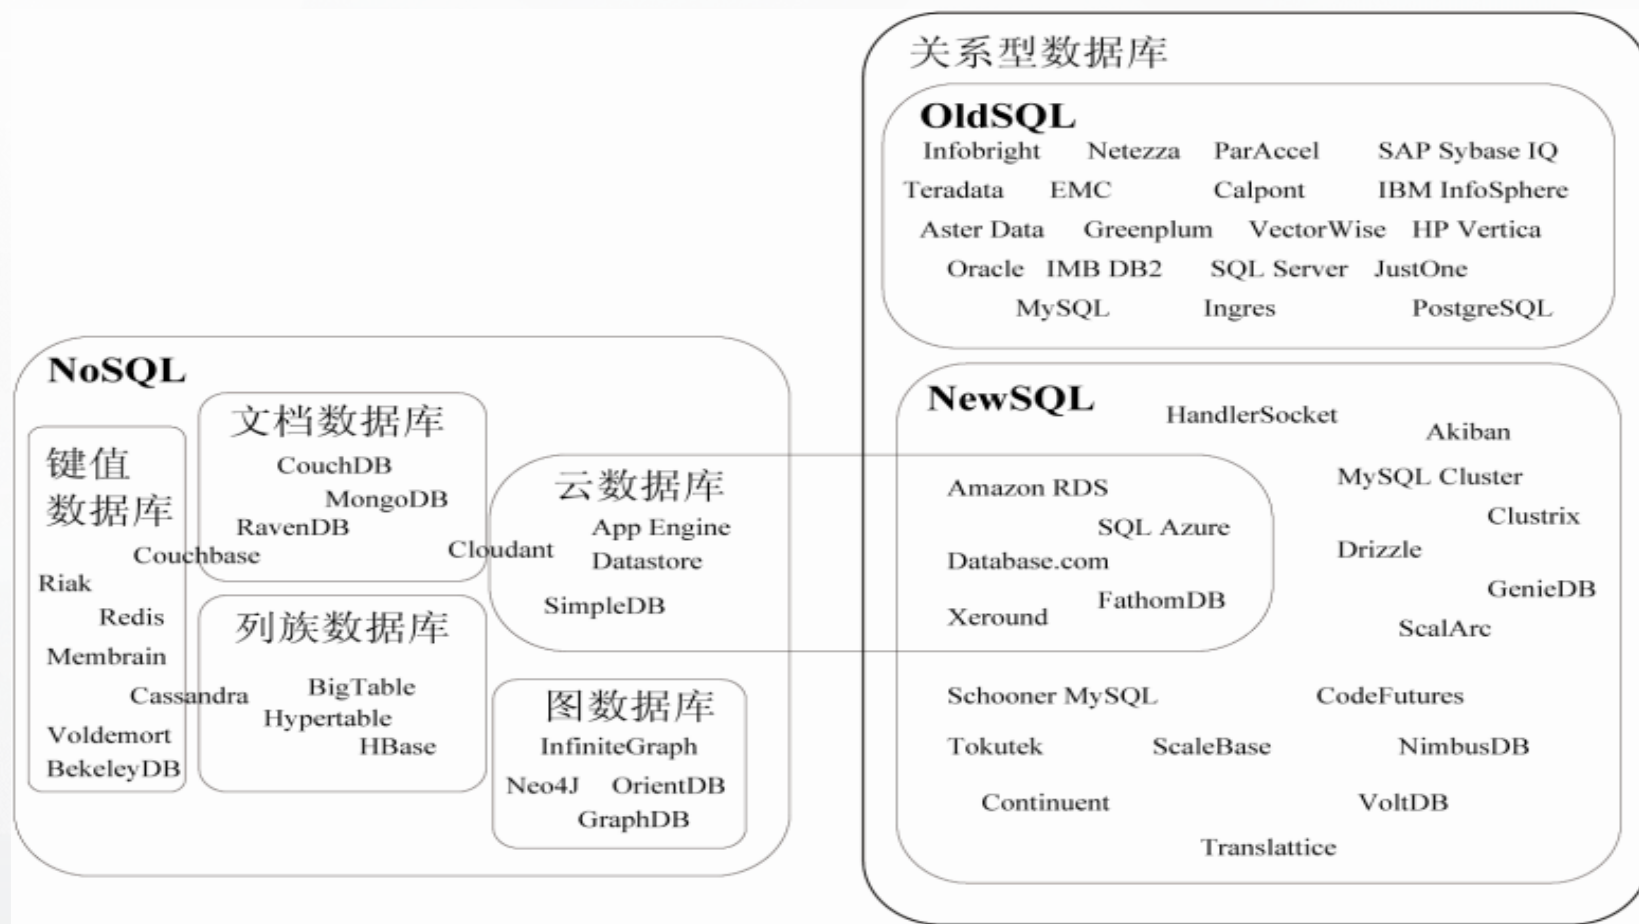 关系型数据库
OldSQL
Infobright Netezza ParAccel SAP Sybase IQ
Teradata EMC Calpont IBM InfoSphere
Aster Data Greenplum VectorWise HP Vertica
Oracle IMB DB2 SQL Server JustOne
MySQL Ingres PostgreSQL
NoSQL
键值
数据库
Couchbase
Riak
Redis
Membrain
Cassandra
Voldemort
BekeleyDB
文档数据库
CouchDB
MongoDB
RavenDB
Cloudant
列族数据库
BigTable
Hypertable
HBase
云数据库
App Engine
Datastore
SimpleDB
图数据库
InfiniteGraph
Neo4J OrientDB
GraphDB
NewSQL
HandlerSocket
Akiban
Amazon RDS
SQL Azure
Database.com
FathomDB
Xeround
MySQL Cluster
Clustrix
Drizzle
GenieDB
ScalArc
Schooner MySQL CodeFutures
Tokutek ScaleBase NimbusDB
Continuent VoltDB
Translattice